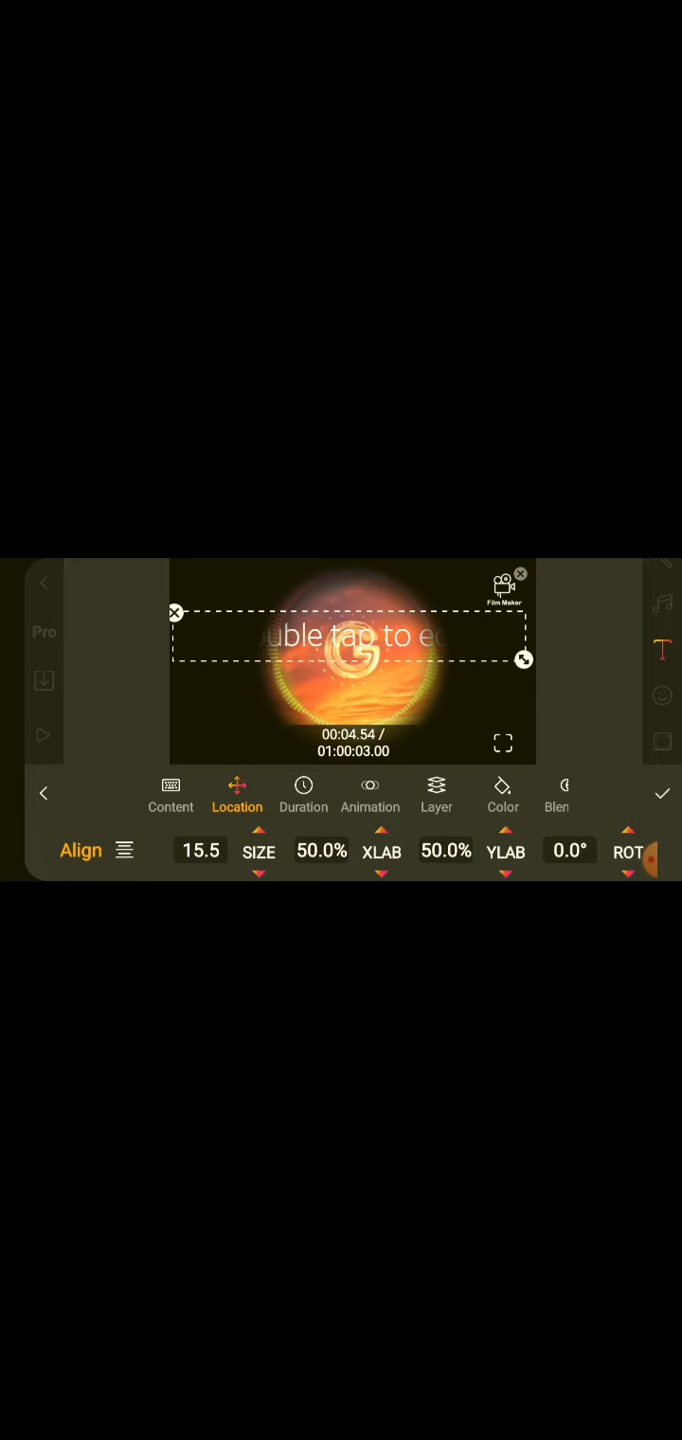 Film Maker
uble tap to ed
Pro
00:04.54 /
01:00:03.00
Content Location Duration Animation Layer Color Blen
Align 15.5 SIZE 50.0% XLAB 50.0% YLAB 0.0° ROT